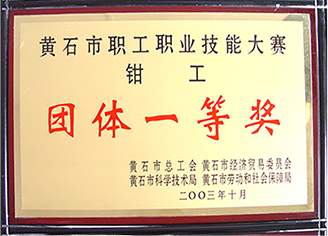 黄石市职工职业技能大赛
钳 工
团体一等奖
黄石市总工会 黄石市经济贸易委员会
黄石市科学技术局 黄石市劳动和社会保障局
二〇〇三年十月